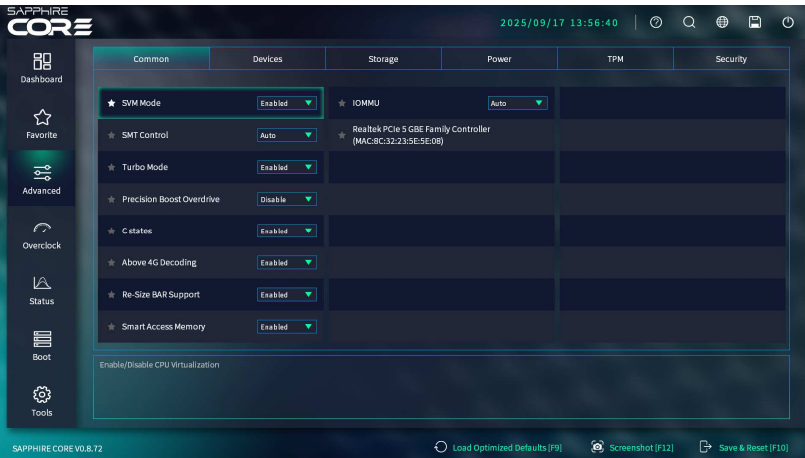 SAPPHIRE
CORE
2025/09/17 13:56:40
Dashboard
Favorite
Advanced
Overclock
Status
Boot
Tools
Common
Devices
Storage
Power
TPM
Security
SVM Mode
Enabled
IOMMU
Auto
SMT Control
Auto
Realtek PCIe 5 GBE Family Controller
(MAC:8C:32:23:5E:5E:08)
Turbo Mode
Enabled
Precision Boost Overdrive
Disable
C states
Enabled
Above 4G Decoding
Enabled
Re-Size BAR Support
Enabled
Smart Access Memory
Enabled
Enable/Disable CPU Virtualization
SAPPHIRE CORE V0.8.72
Load Optimized Defaults [F9]
Screenshot [F12]
Save & Reset [F10]